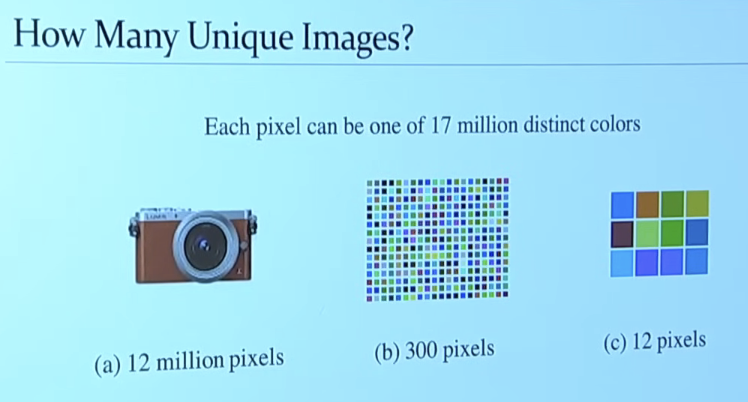 How Many Unique Images?
Each pixel can be one of 17 million distinct colors
LUMIX
(a) 12 million pixels
(b) 300 pixels
(c) 12 pixels